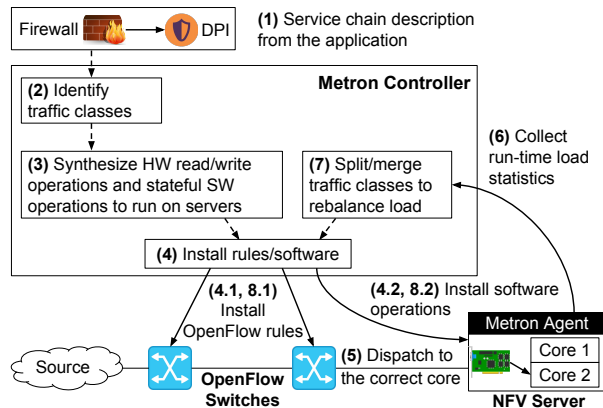 Firewall
DPI
(1) Service chain description
from the application
Metron Controller
(2) Identify
traffic classes
(3) Synthesize HW read/write
operations and stateful SW
operations to run on servers
(7) Split/merge
traffic classes to
rebalance load
(6) Collect
run-time load
statistics
(4) Install rules/software
(4.1, 8.1)
Install
OpenFlow rules
(4.2, 8.2) Install software
operations
Source
OpenFlow
Switches
(5) Dispatch to
the correct core
Metron Agent
Core 1
Core 2
NFV Server